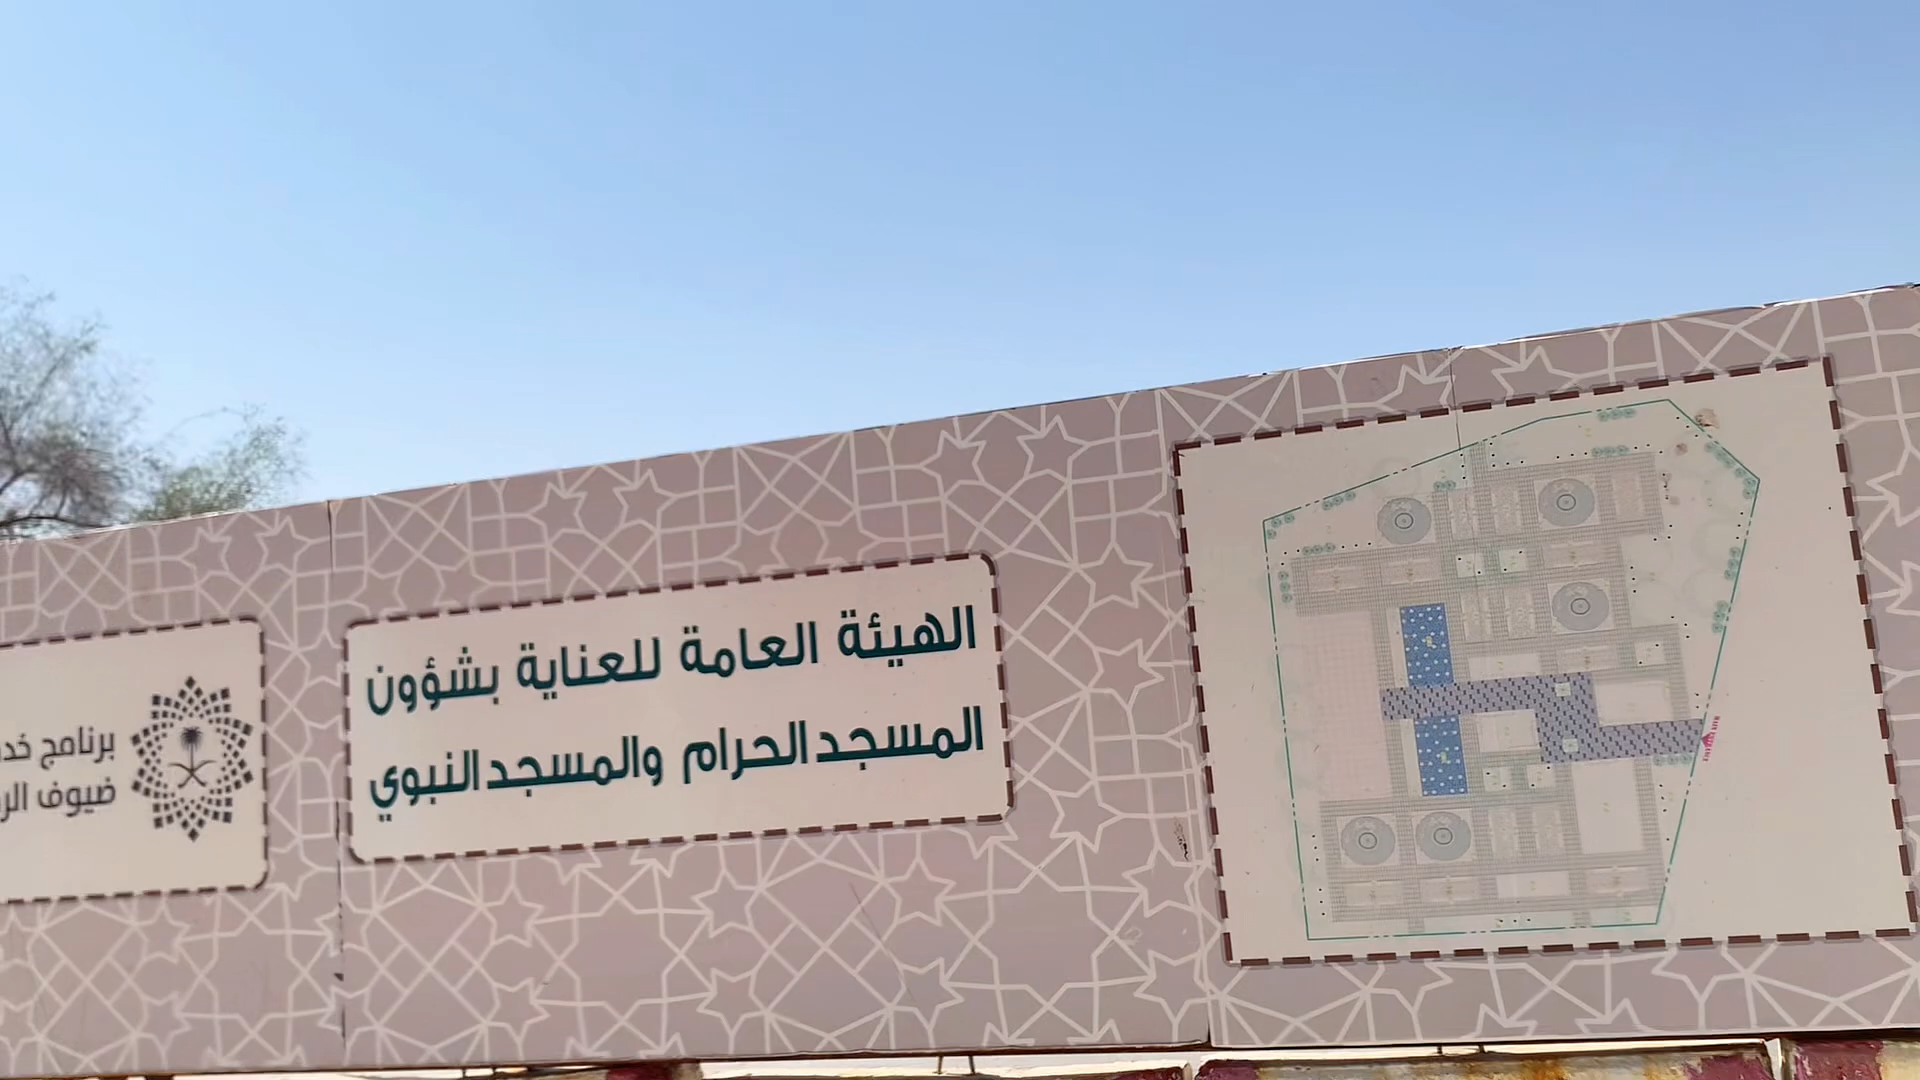 الهيئة العامة للعناية بشؤون
المسجد الحرام والمسجد النبوي
برنامج
ضيوف